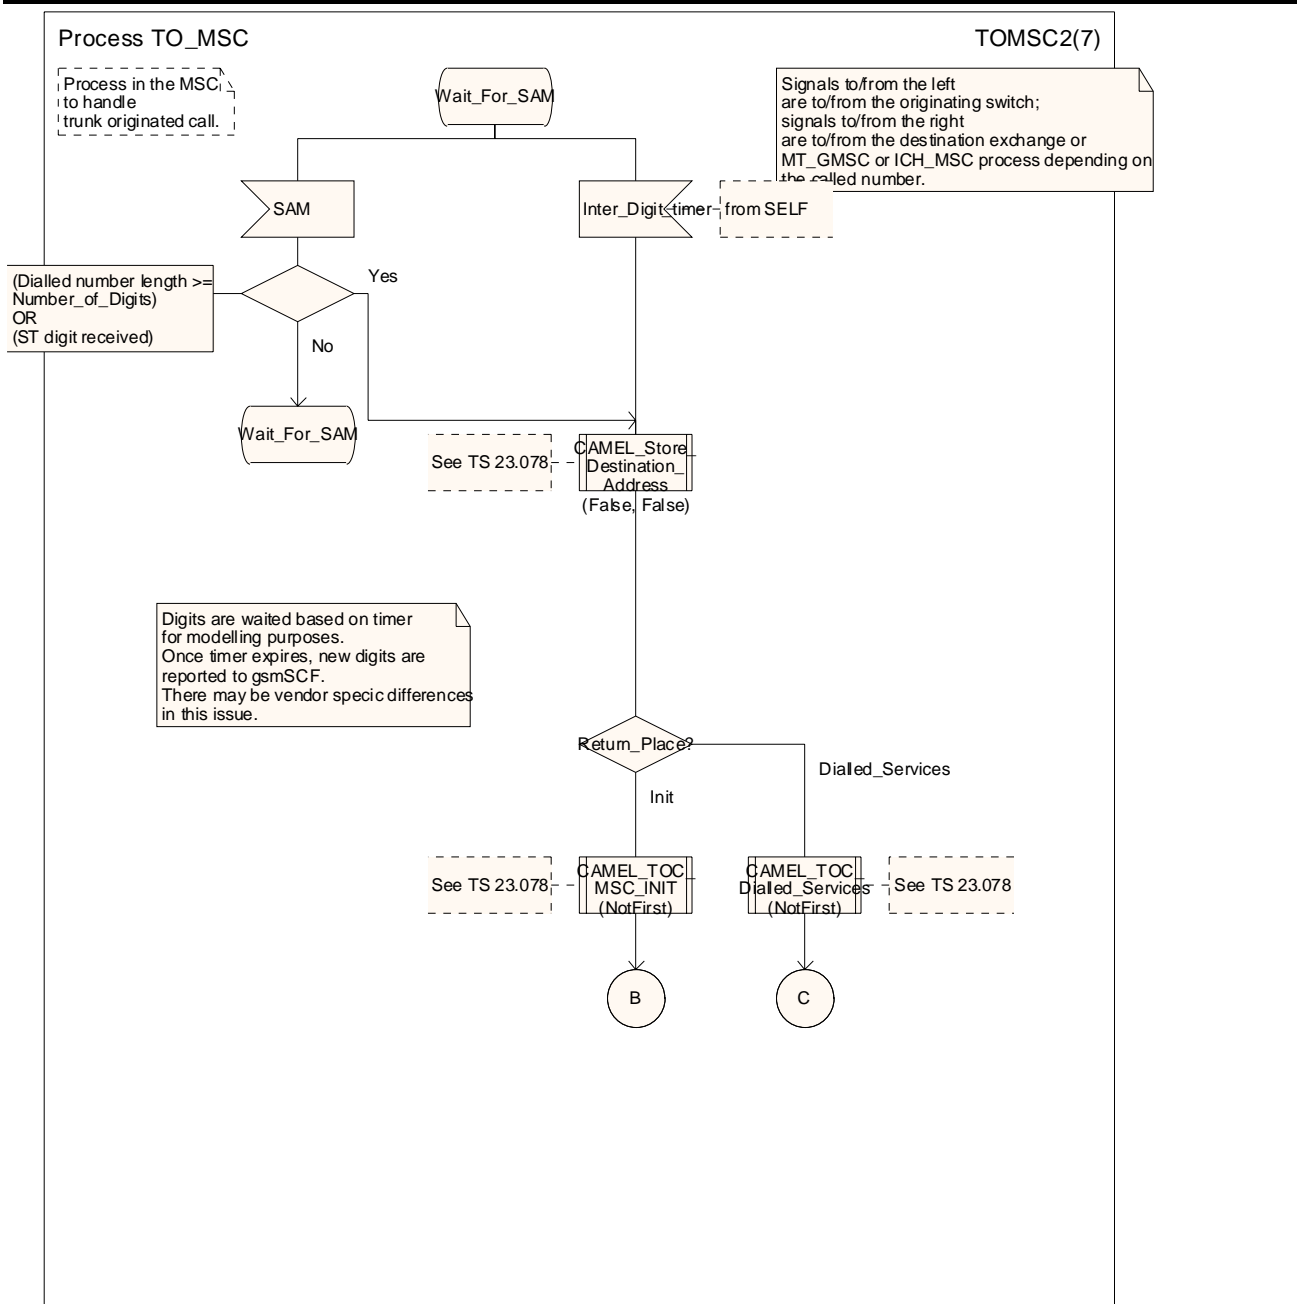 Process TO_MSC
TOMSC2(7)
Process in the MSC
to handle
trunk originated call.
Wait_For_SAM
Signals to/from the left
are to/from the originating switch;
signals to/from the right
are to/from the destination exchange or
MT_GMSC or ICH_MSC process depending on
the called number.
SAM
Inter_Digit_timer
from SELF
(Dialled number length >=
Number_of_Digits)
OR
(ST digit received)
Yes
No
Wait_For_SAM
See TS 23.078
CAMEL_Store_
Destination_
Address
(False, False)
Digits are waited based on timer
for modelling purposes.
Once timer expires, new digits are
reported to gsmSCF.
There may be vendor specic differences
in this issue.
Return_Place?
Dialled_Services
Init
See TS 23.078
CAMEL_TOC_
MSC_INIT
(NotFirst)
CAMEL_TOC_
Dialled_Services
(NotFirst)
See TS 23.078
B
C